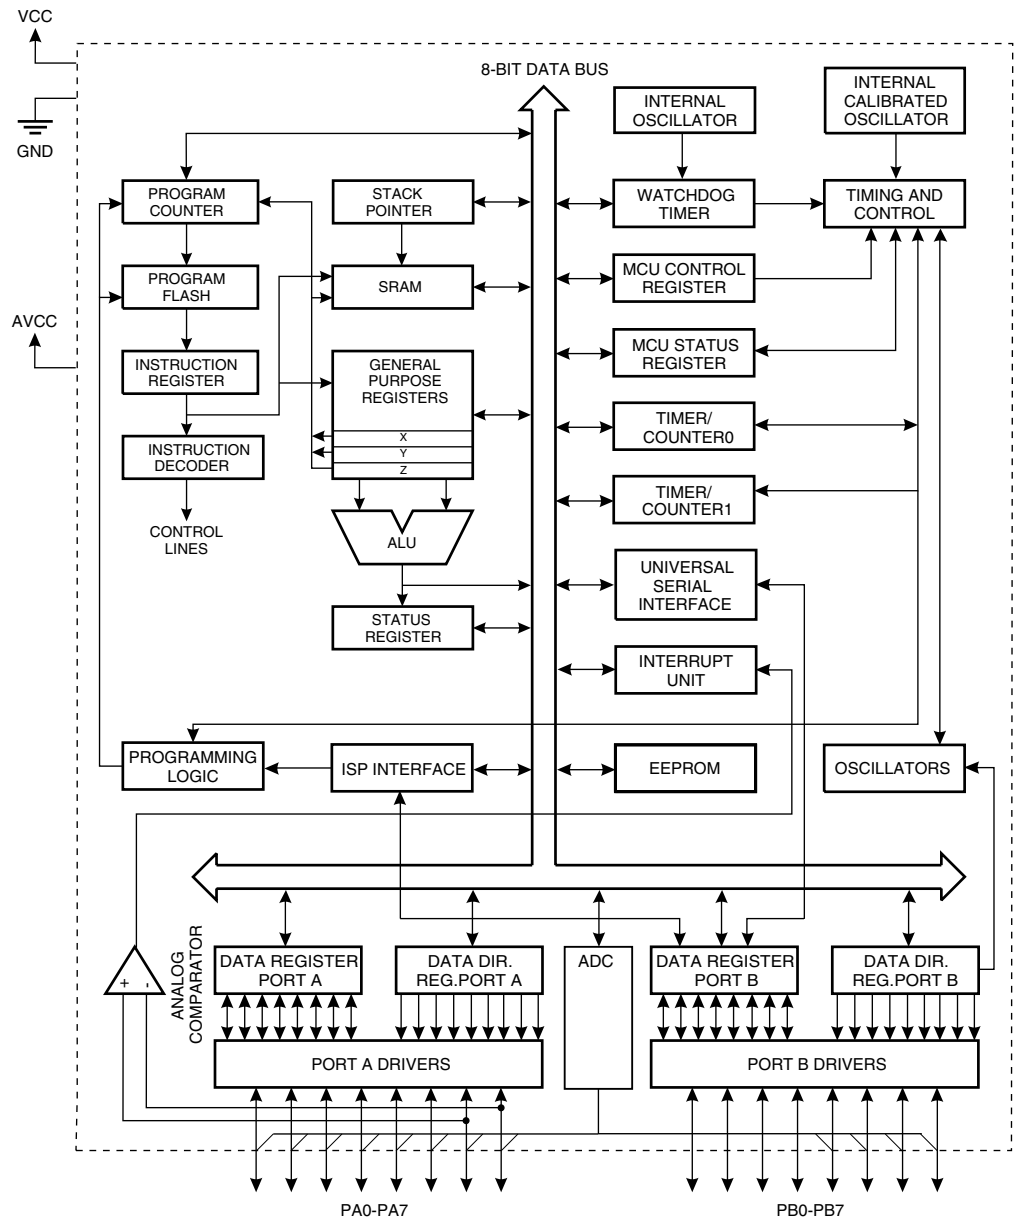 VCC
8-BIT DATA BUS
GND
INTERNAL
OSCILLATOR
INTERNAL
CALIBRATED
OSCILLATOR
PROGRAM
COUNTER
STACK
POINTER
WATCHDOG
TIMER
TIMING AND
CONTROL
PROGRAM
FLASH
SRAM
MCU CONTROL
REGISTER
AVCC
INSTRUCTION
REGISTER
GENERAL
PURPOSE
REGISTERS
X
Y
Z
MCU STATUS
REGISTER
INSTRUCTION
DECODER
TIMER/
COUNTER0
CONTROL
LINES
ALU
TIMER/
COUNTER1
UNIVERSAL
SERIAL
INTERFACE
STATUS
REGISTER
INTERRUPT
UNIT
PROGRAMMING
LOGIC
ISP INTERFACE
EEPROM
OSCILLATORS
ANALOG
COMPARATOR
+
-
DATA REGISTER
PORT A
DATA DIR.
REG.PORT A
ADC
DATA REGISTER
PORT B
DATA DIR.
REG.PORT B
PORT A DRIVERS
PORT B DRIVERS
PA0-PA7
PB0-PB7